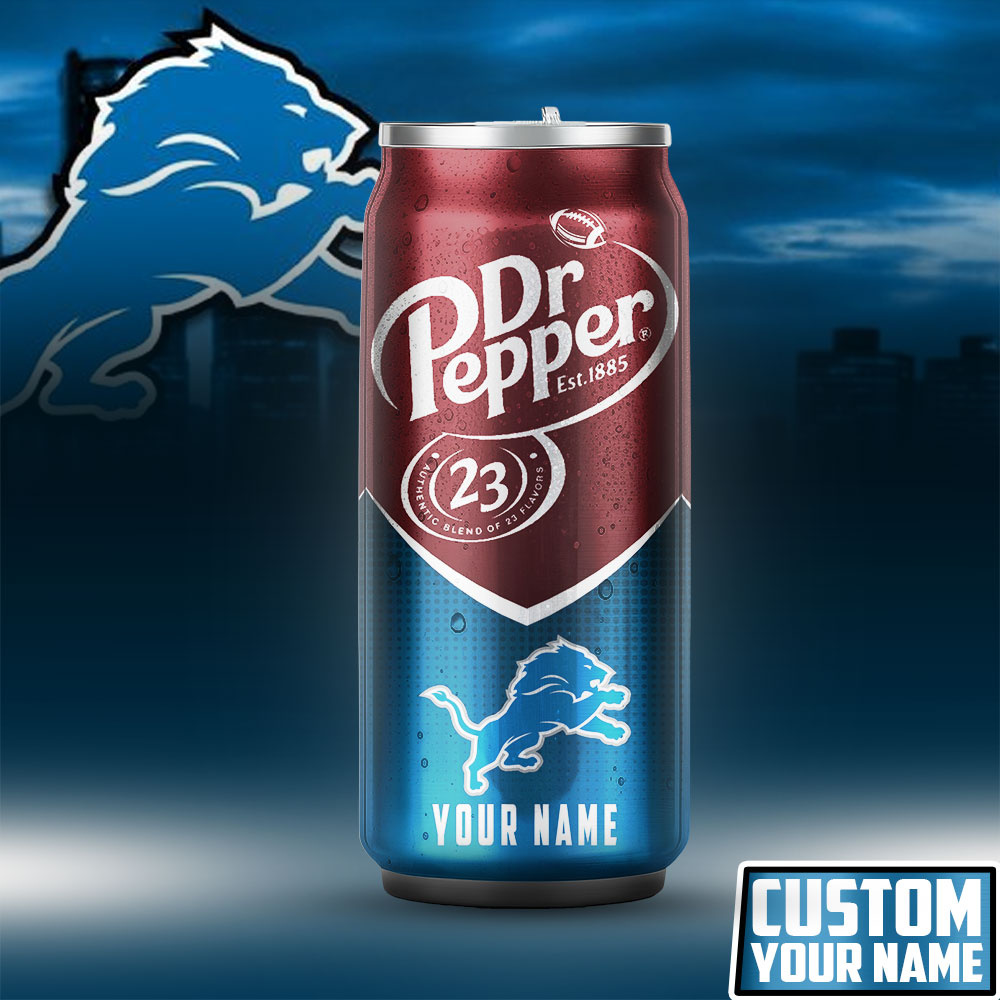 Dr
Pepper®
Est.1885
23
• AUTHENTIC BLEND OF 23 FLAVORS •
YOUR NAME
CUSTOM
YOUR NAME